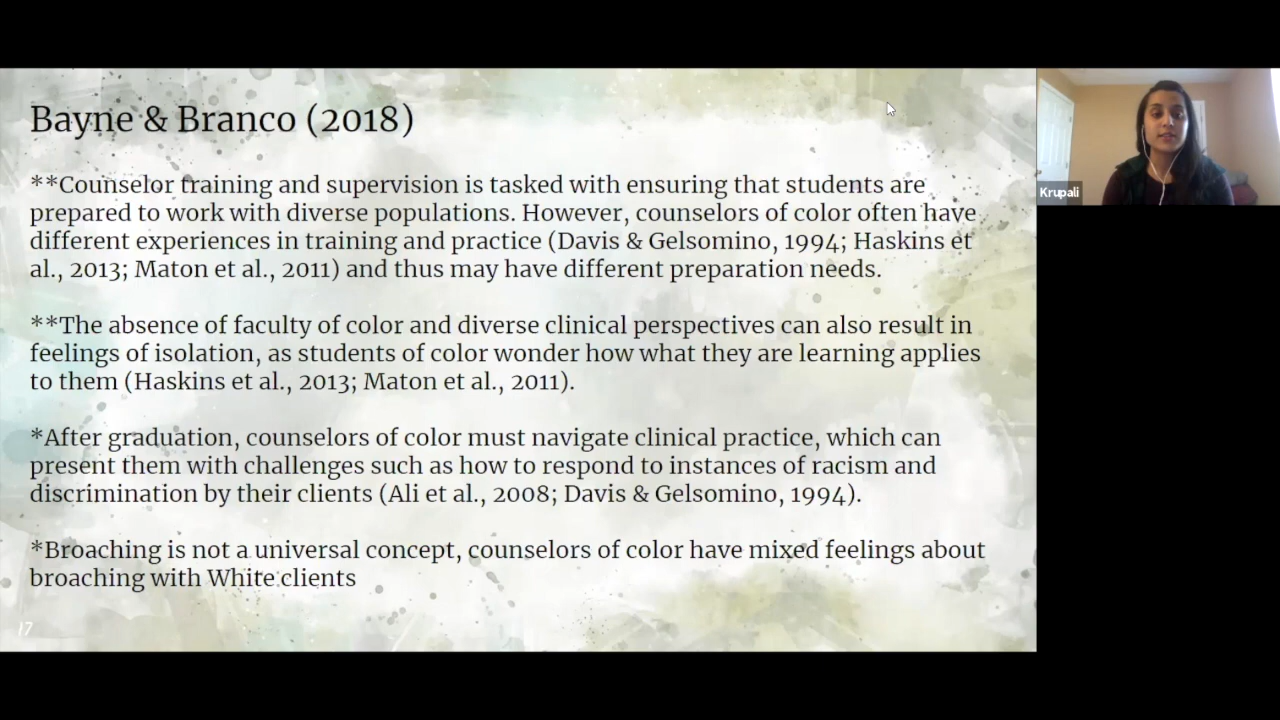 Bayne & Branco (2018)
**Counselor training and supervision is tasked with ensuring that students are
prepared to work with diverse populations. However, counselors of color often have
different experiences in training and practice (Davis & Gelsomino, 1994; Haskins et
al., 2013; Maton et al., 2011) and thus may have different preparation needs.
**The absence of faculty of color and diverse clinical perspectives can also result in
feelings of isolation, as students of color wonder how what they are learning applies
to them (Haskins et al., 2013; Maton et al., 2011).
*After graduation, counselors of color must navigate clinical practice, which can
present them with challenges such as how to respond to instances of racism and
discrimination by their clients (Ali et al., 2008; Davis & Gelsomino, 1994).
*Broaching is not a universal concept, counselors of color have mixed feelings about
broaching with White clients
17
Krupali